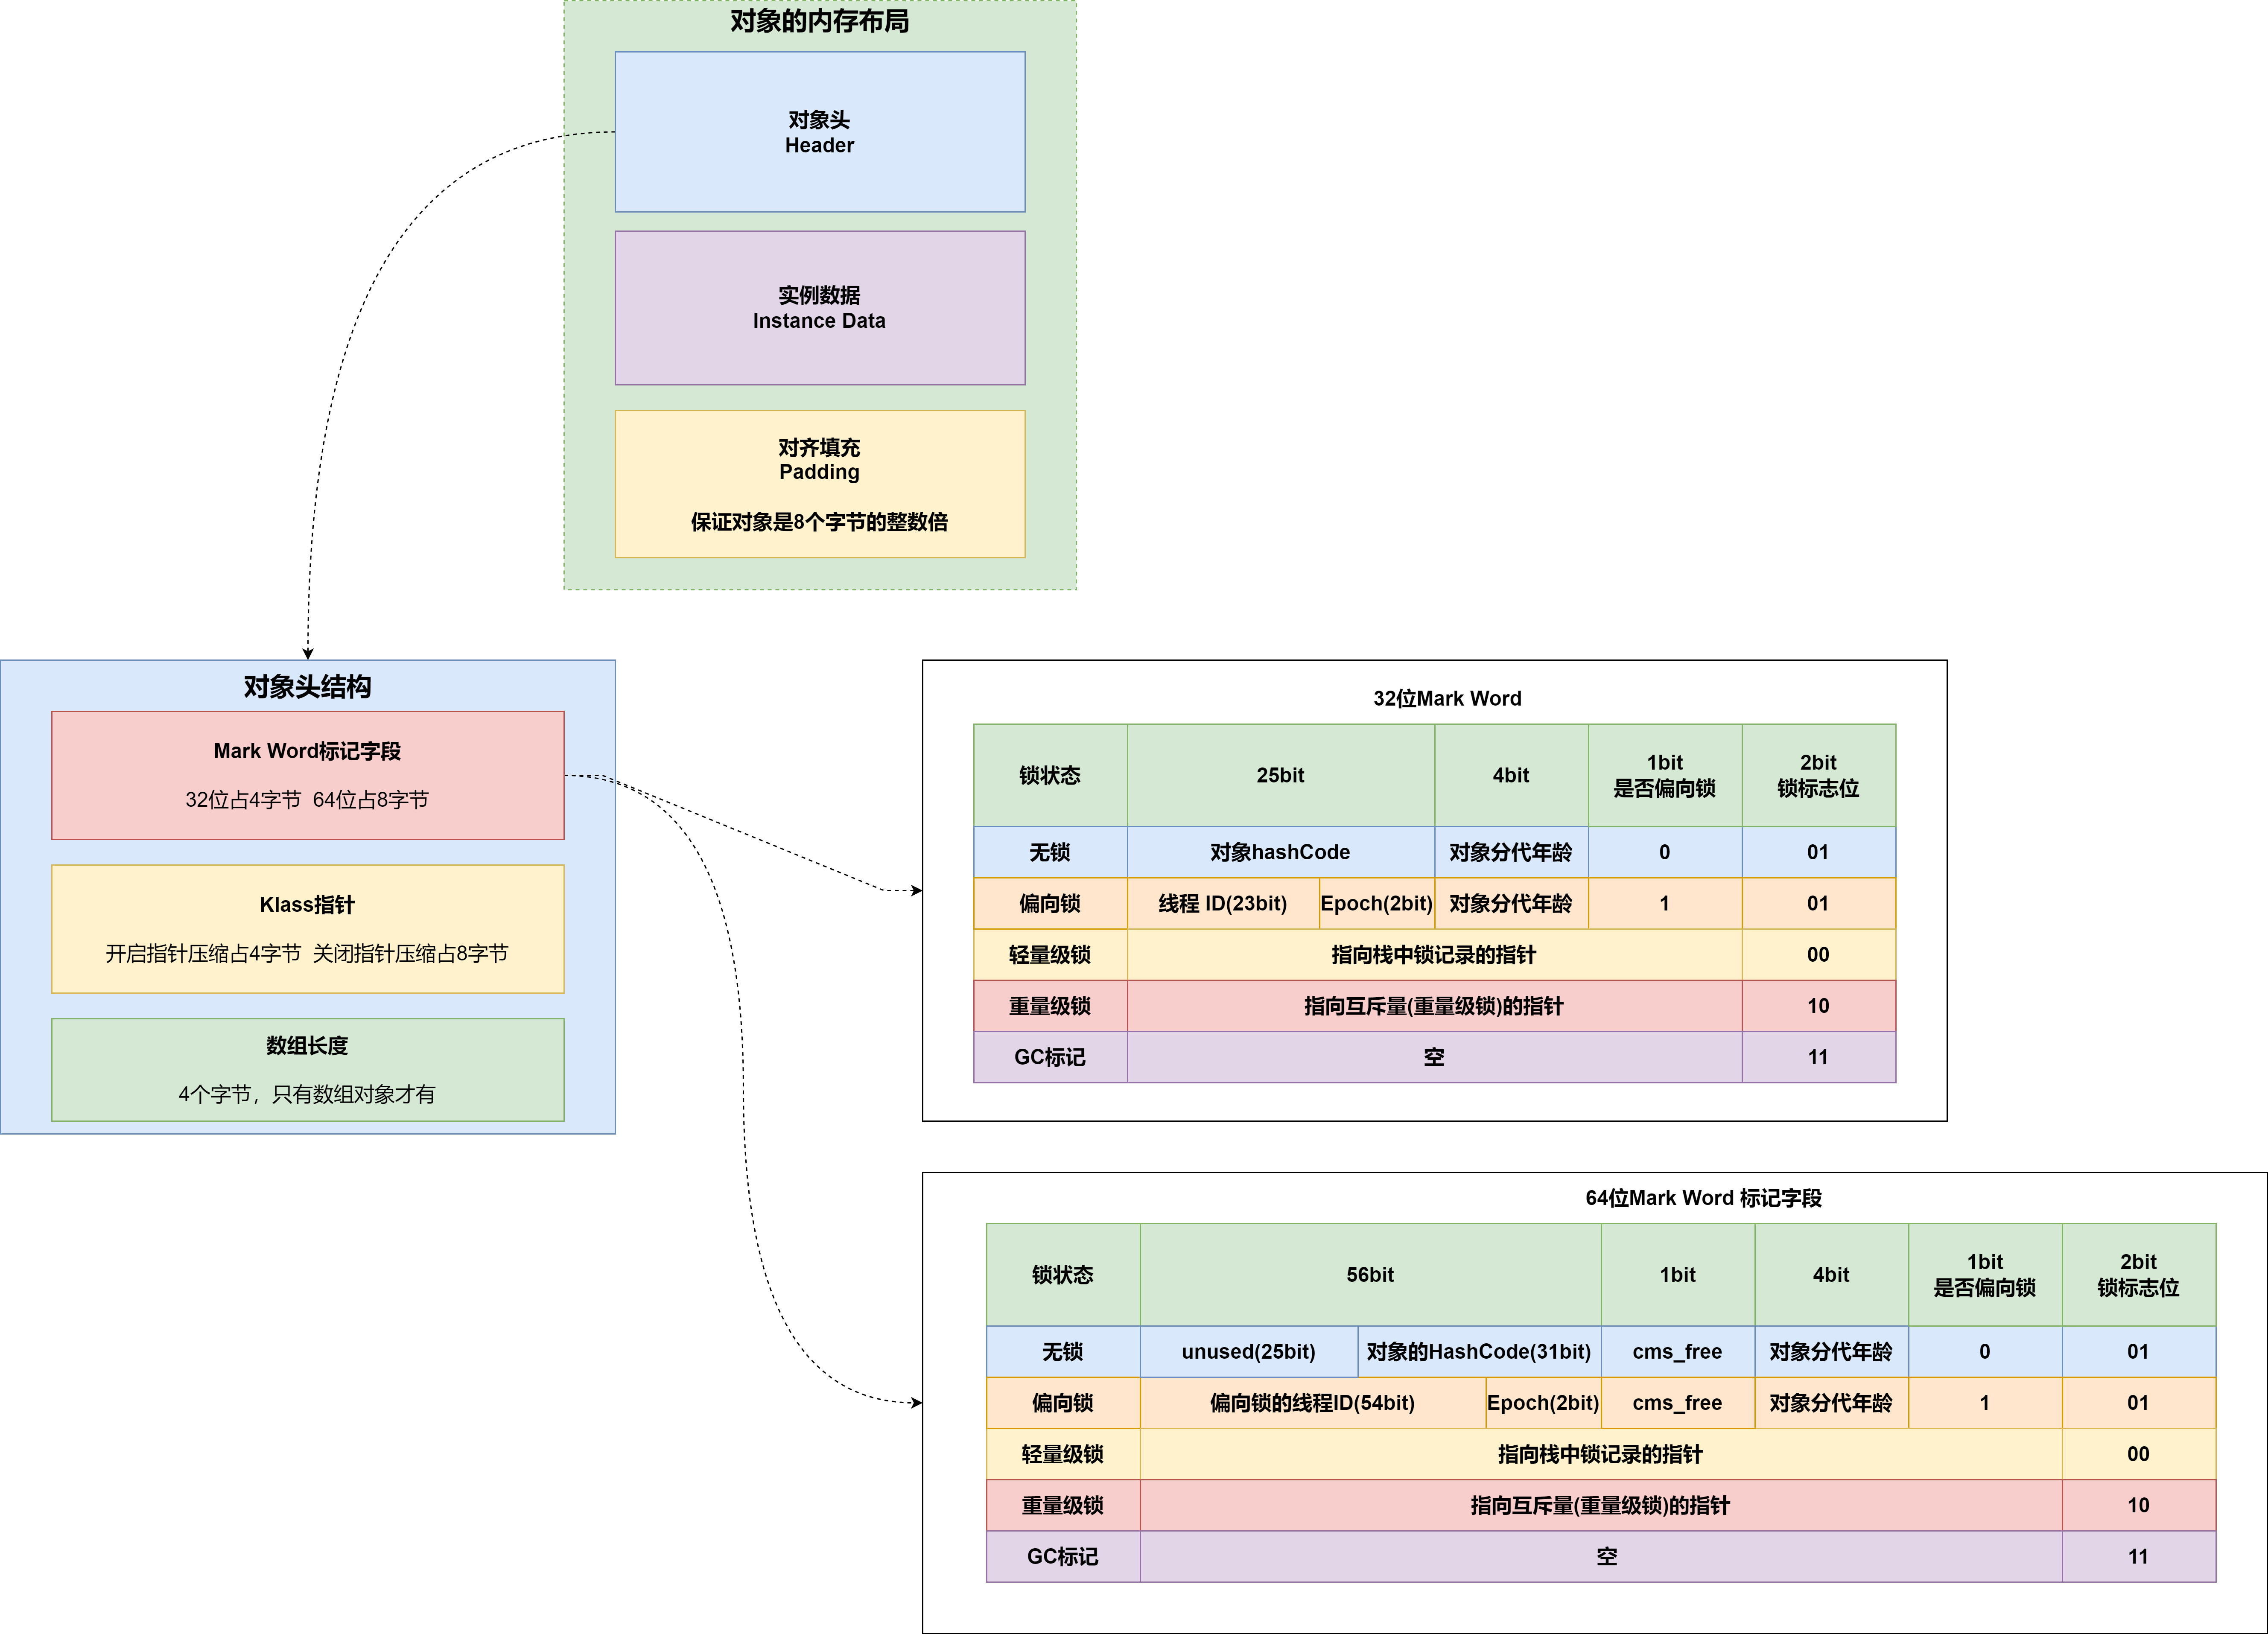 对象的内存布局
对象头
Header
实例数据
Instance Data
对齐填充
Padding
保证对象是8个字节的整数倍
对象头结构
Mark Word标记字段
32位占4字节 64位占8字节
Klass指针
开启指针压缩占4字节 关闭指针压缩占8字节
数组长度
4个字节，只有数组对象才有
32位Mark Word
锁状态 25bit 4bit 1bit 是否偏向锁 2bit 锁标志位
无锁 对象hashCode 对象分代年龄 0 01
偏向锁 线程 ID(23bit) Epoch(2bit) 对象分代年龄 1 01
轻量级锁 指向栈中锁记录的指针 00
重量级锁 指向互斥量(重量级锁)的指针 10
GC标记 空 11
64位Mark Word 标记字段
锁状态 56bit 1bit 4bit 1bit 是否偏向锁 2bit 锁标志位
无锁 unused(25bit) 对象的HashCode(31bit) cms_free 对象分代年龄 0 01
偏向锁 偏向锁的线程ID(54bit) Epoch(2bit) cms_free 对象分代年龄 1 01
轻量级锁 指向栈中锁记录的指针 00
重量级锁 指向互斥量(重量级锁)的指针 10
GC标记 空 11